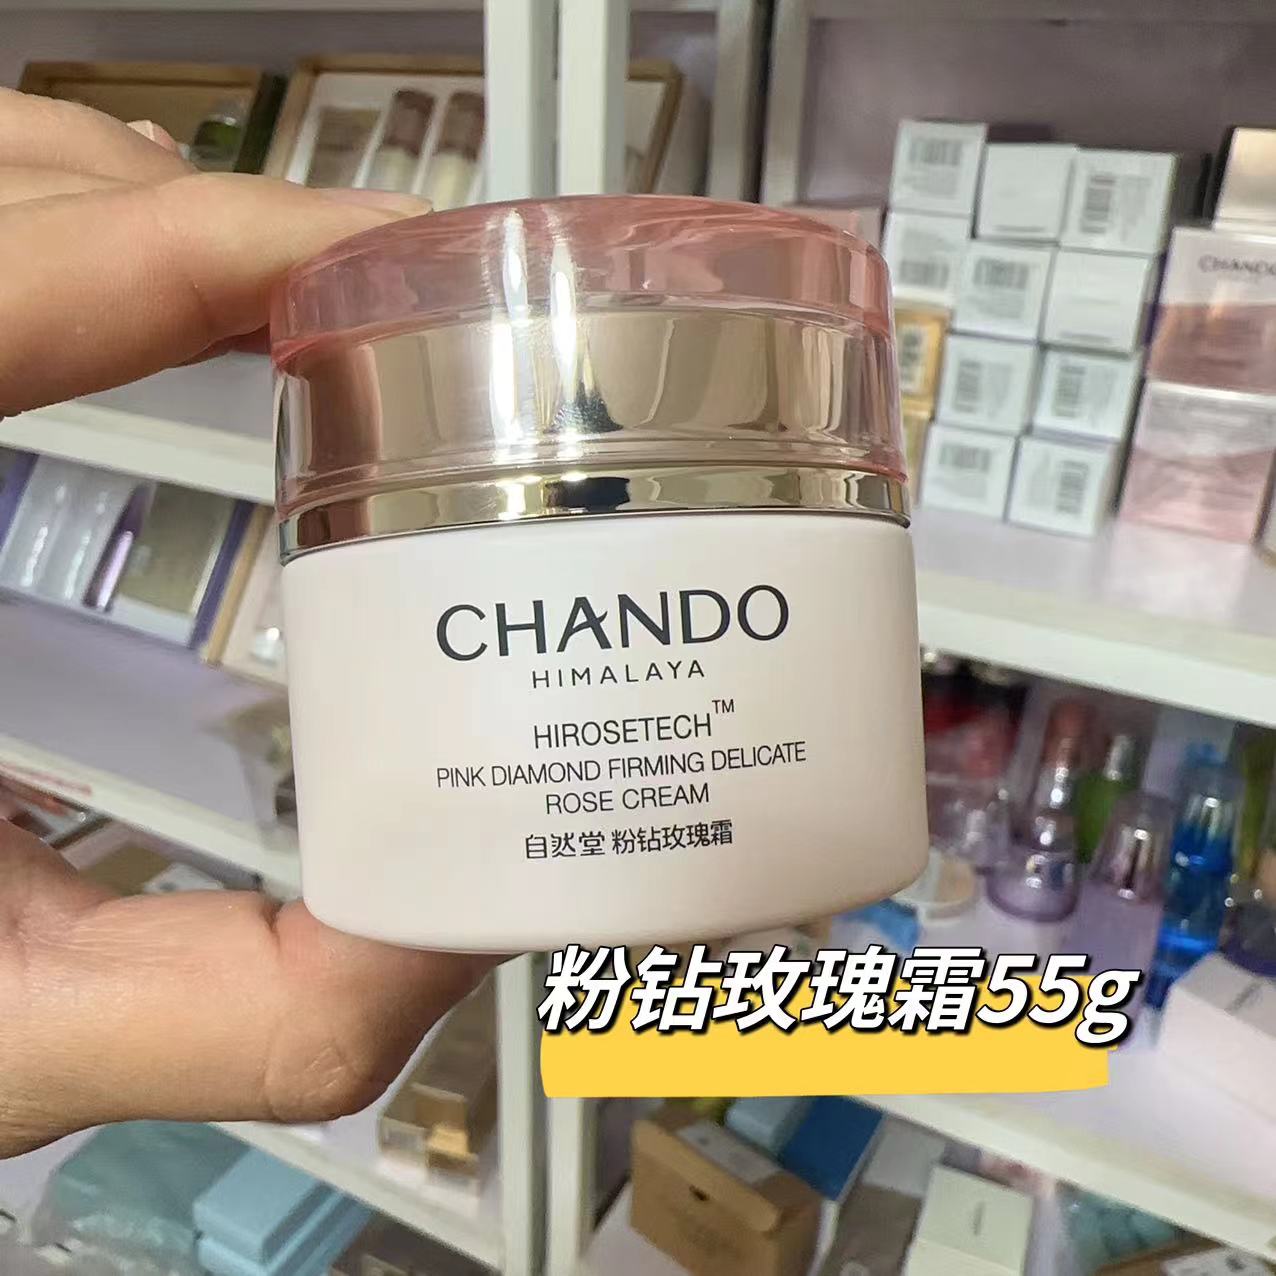 CHANDO
CHANDO
HIMALAYA
HIROSETECH™
PINK DIAMOND FIRMING DELICATE
ROSE CREAM
自然堂 粉钻玫瑰霜
粉钻玫瑰霜55g